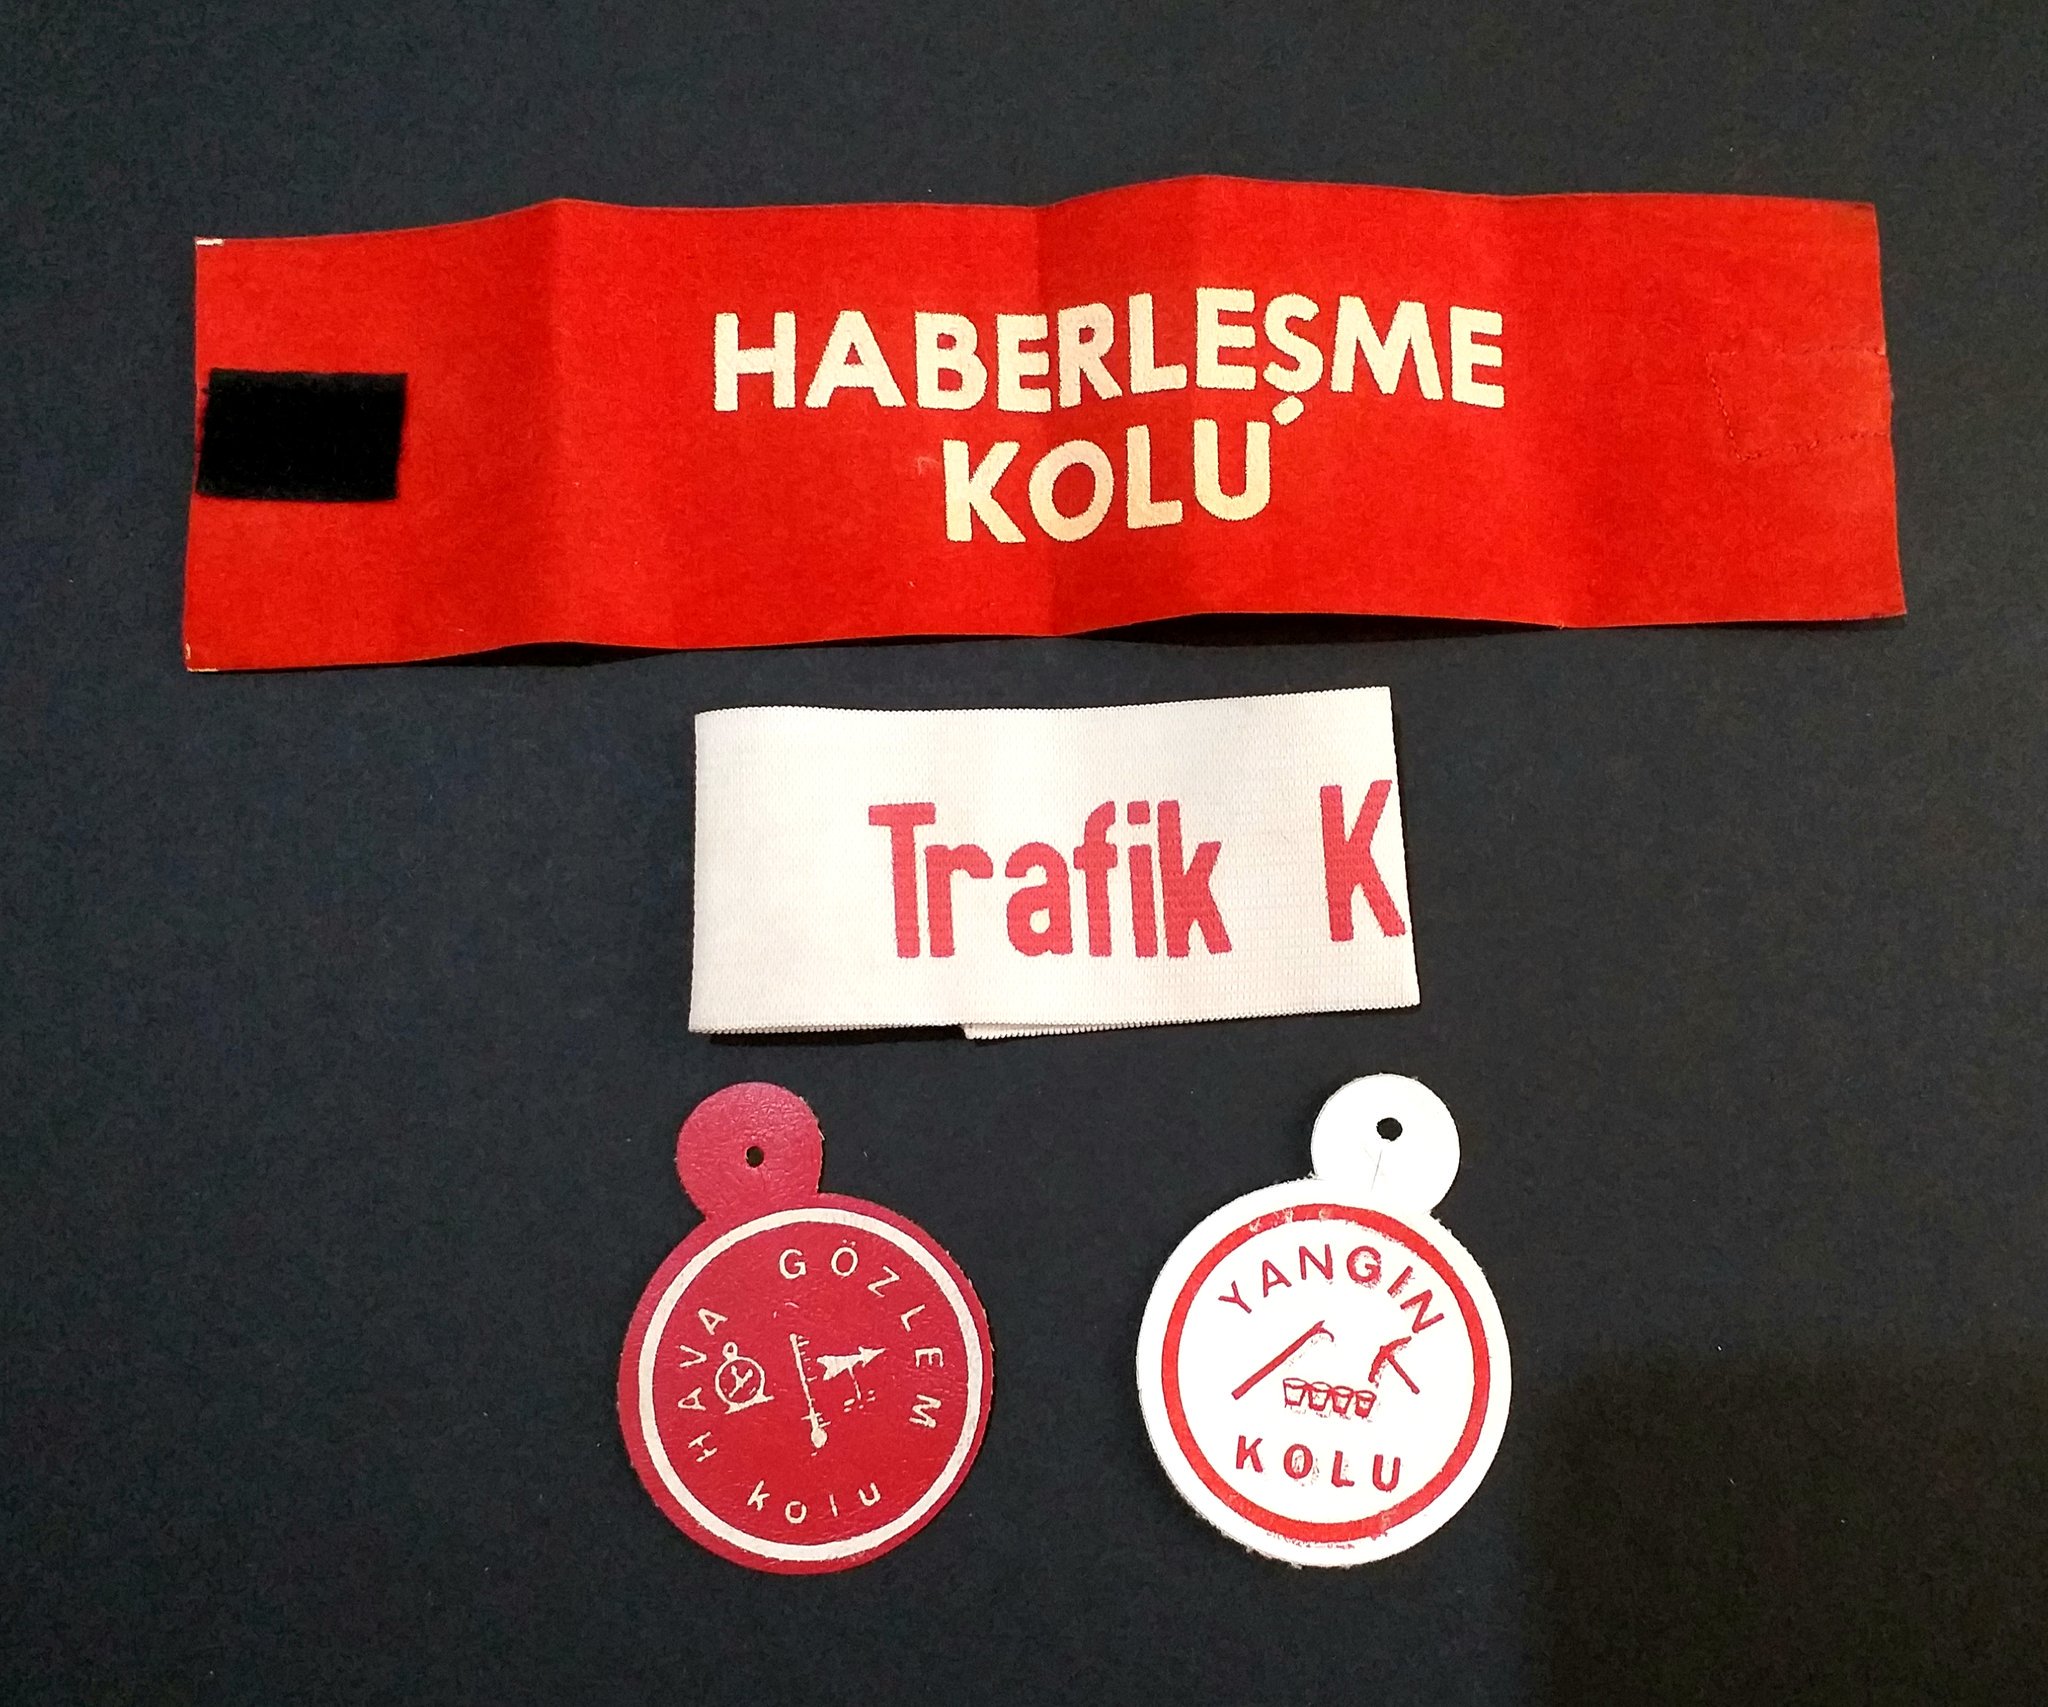 HABERLEŞME
KOLU
Trafik K
HAVA GÖZLEM
kolu
YANGIN
KOLU